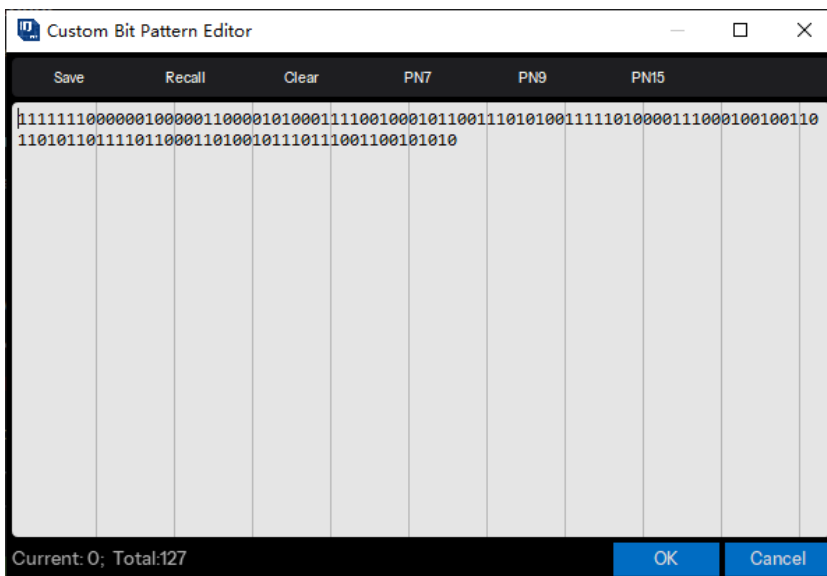 Custom Bit Pattern Editor
Save Recall Clear PN7 PN9 PN15
1111111000000100000110000101000111100100010110011101010011111010000111000100100110
110101101111011000110100101110111001100101010
Current: 0; Total:127 OK Cancel